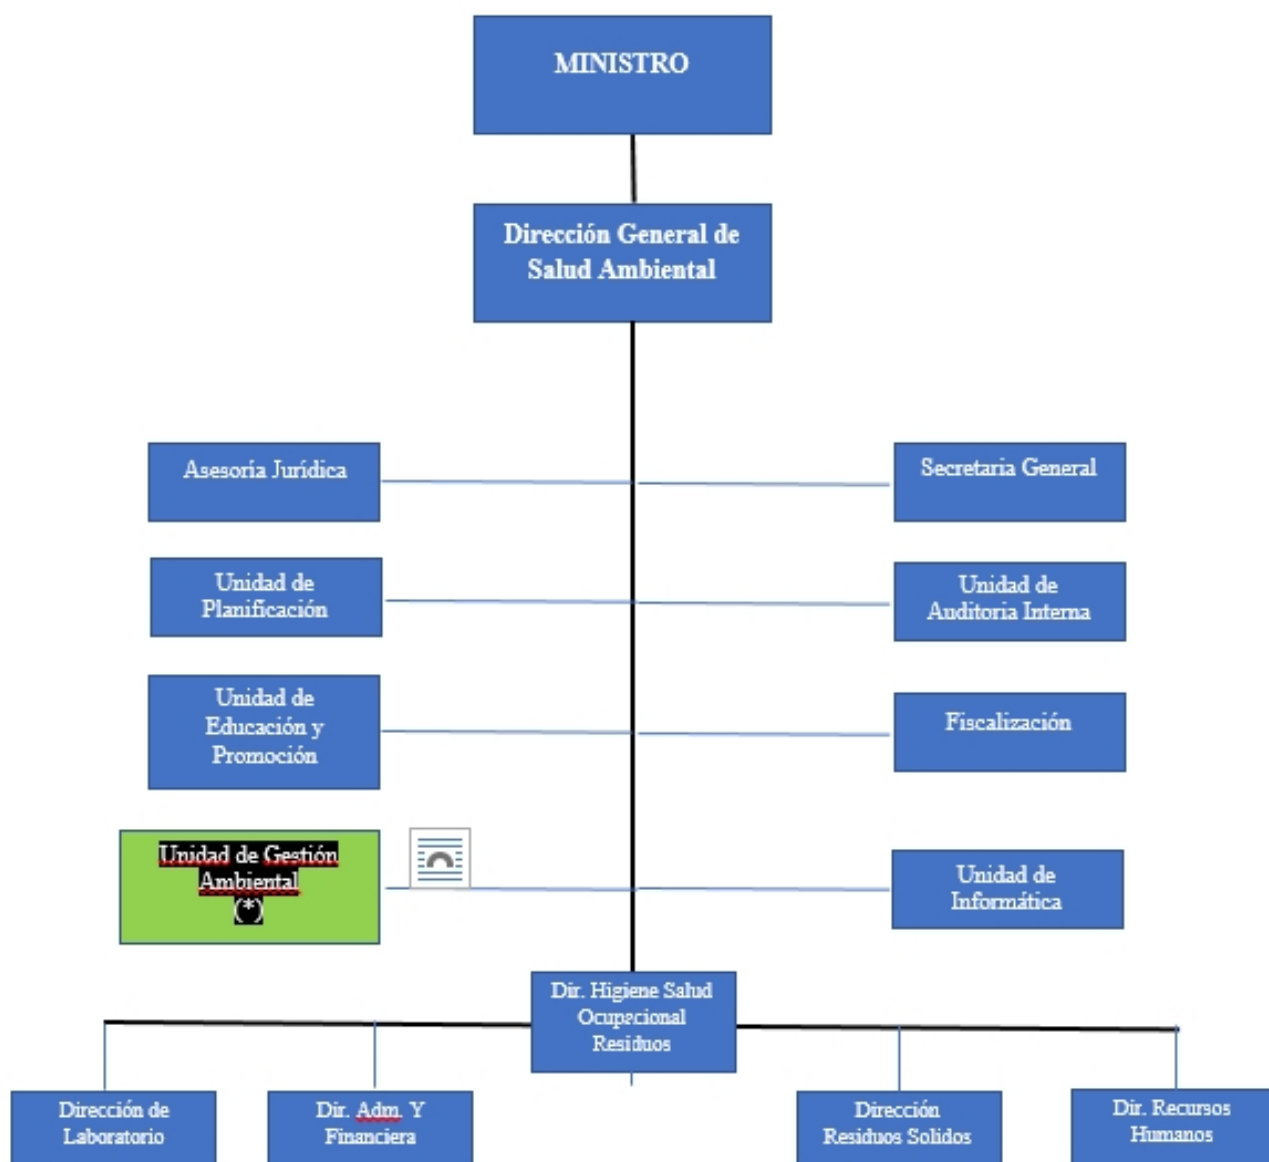 MINISTRO
Dirección General de
Salud Ambiental
Asesoría Jurídica
Secretaria General
Unidad de
Planificación
Unidad de
Auditoria Interna
Unidad de
Educación y
Promoción
Fiscalización
Unidad de Gestión
Ambiental
(*)
Unidad de
Informática
Dir. Higiene Salud
Ocupacional
Residuos
Dirección de
Laboratorio
Dir. Adm. Y
Financiera
Dirección
Residuos Solidos
Dir. Recursos
Humanos